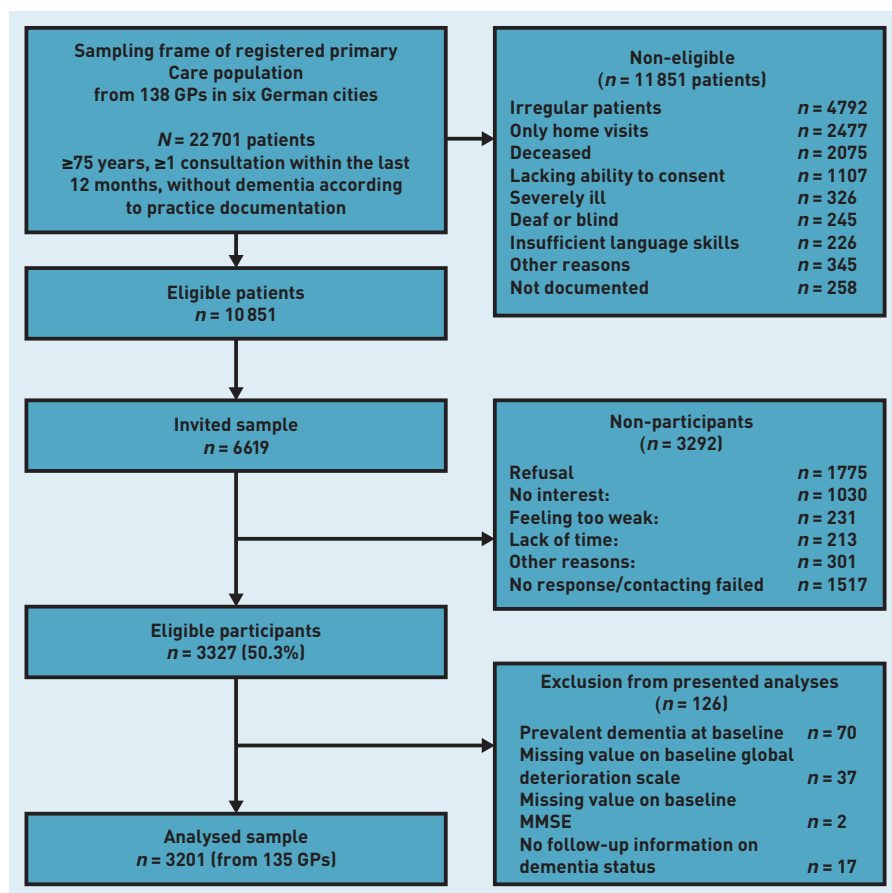 Sampling frame of registered primary
Care population
from 138 GPs in six German cities
N = 22 701 patients
≥75 years, ≥1 consultation within the last
12 months, without dementia according
to practice documentation
Non-eligible
(n = 11 851 patients)
Irregular patients n = 4792
Only home visits n = 2477
Deceased n = 2075
Lacking ability to consent n = 1107
Severely ill n = 326
Deaf or blind n = 245
Insufficient language skills n = 226
Other reasons n = 345
Not documented n = 258
Eligible patients
n = 10 851
Invited sample
n = 6619
Non-participants
(n = 3292)
Refusal n = 1775
No interest: n = 1030
Feeling too weak: n = 231
Lack of time: n = 213
Other reasons: n = 301
No response/contacting failed n = 1517
Eligible participants
n = 3327 (50.3%)
Exclusion from presented analyses
(n = 126)
Prevalent dementia at baseline n = 70
Missing value on baseline global
deterioration scale n = 37
Missing value on baseline
MMSE n = 2
No follow-up information on
dementia status n = 17
Analysed sample
n = 3201 (from 135 GPs)